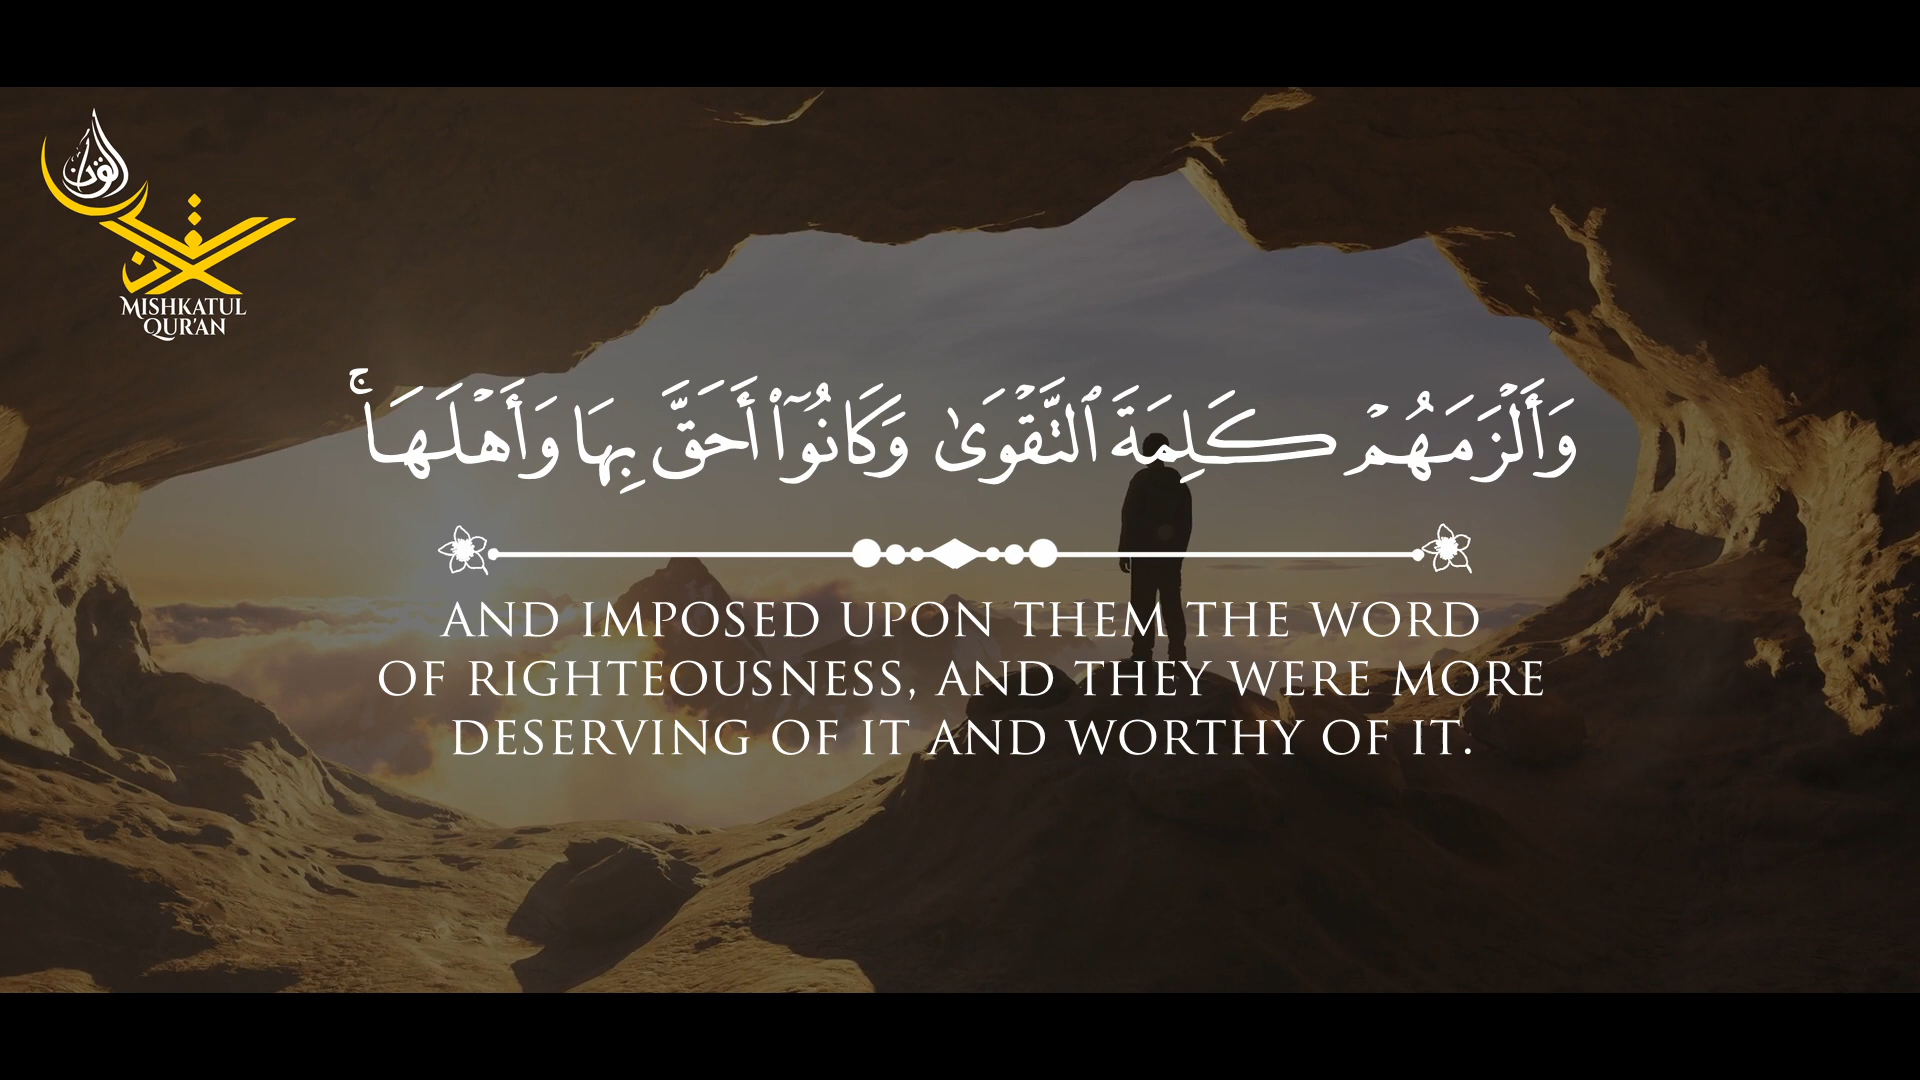 القرآن
MISHKATUL
QUR'AN
وَأَلْزَمَهُمْ كَلِمَةَ ٱلتَّقْوَىٰ وَكَانُوٓا۟ أَحَقَّ بِهَا وَأَهْلَهَا ۚ
AND IMPOSED UPON THEM THE WORD
OF RIGHTEOUSNESS, AND THEY WERE MORE
DESERVING OF IT AND WORTHY OF IT.